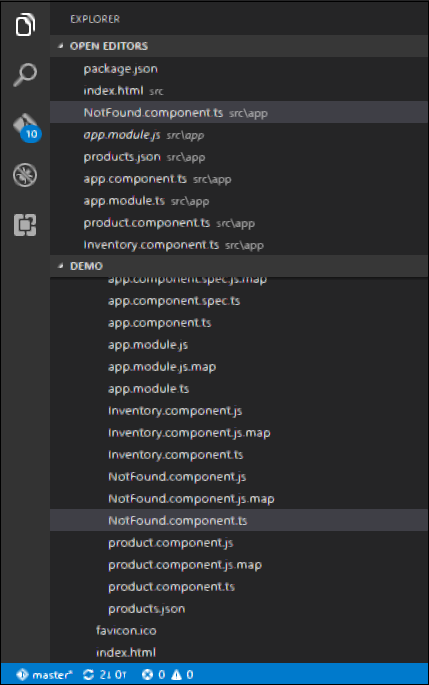 EXPLORER
OPEN EDITORS
package.json
index.html src
NotFound.component.ts src\app
app.module.js src\app
products.json src\app
app.component.ts src\app
app.module.ts src\app
product.component.ts src\app
Inventory.component.ts src\app
10
DEMO
app.component.spec.js.map
app.component.spec.ts
app.component.ts
app.module.js
app.module.js.map
app.module.ts
Inventory.component.js
Inventory.component.js.map
Inventory.component.ts
NotFound.component.js
NotFound.component.js.map
NotFound.component.ts
product.component.js
product.component.js.map
product.component.ts
products.json
favicon.ico
index.html
master* 2↓ 0↑ 0 0